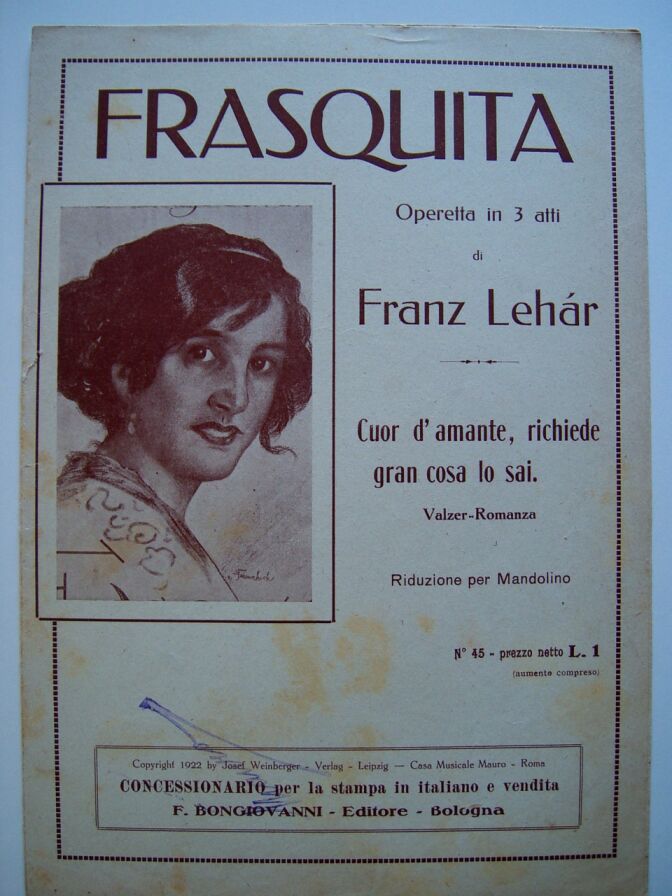 FRASQUITA
Operetta in 3 atti
di
Franz Lehár
Cuor d'amante, richiede
gran cosa lo sai.
Valzer-Romanza
Riduzione per Mandolino
N° 45 - prezzo netto L. 1
(aumento compreso)
Copyright 1922 by Josef Weinberger - Verlag - Leipzig — Casa Musicale Mauro - Roma
CONCESSIONARIO per la stampa in italiano e vendita
F. BONGIOVANNI - Editore - Bologna